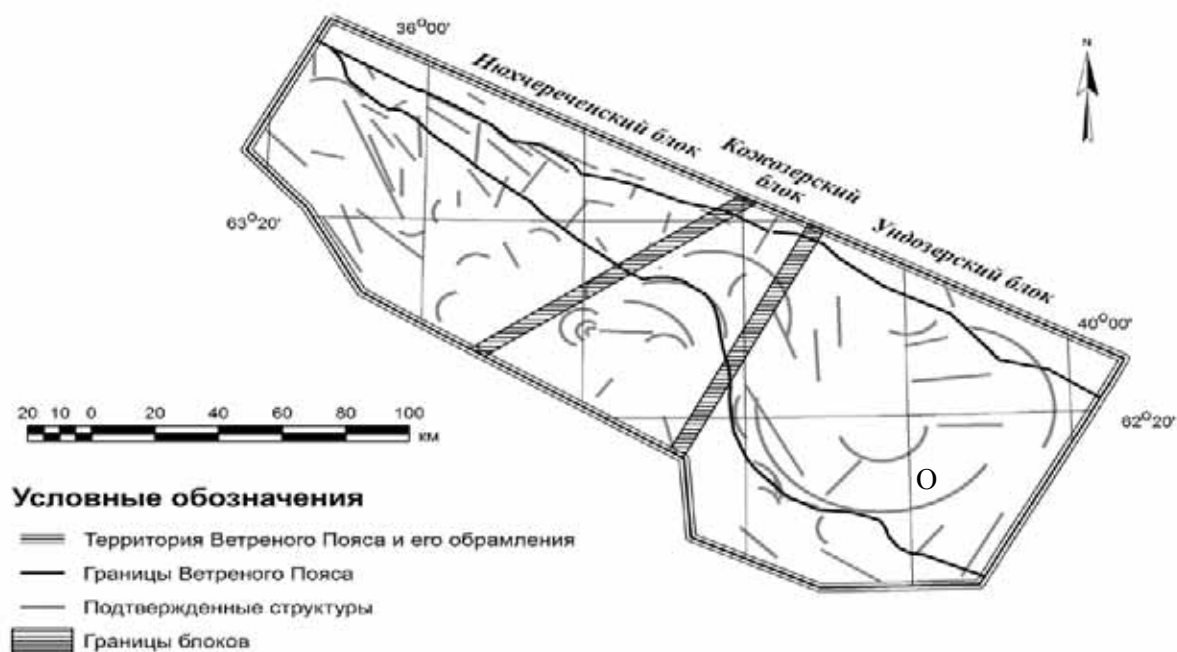 36°00'
N
Нюхчереченский блок
Кожозерский
блок
Ундозерский блок
63°20'
40°00'
62°20'
О
20 10 0 20 40 60 80 100
км
Условные обозначения
Территория Ветреного Пояса и его обрамления
Границы Ветреного Пояса
Подтвержденные структуры
Границы блоков